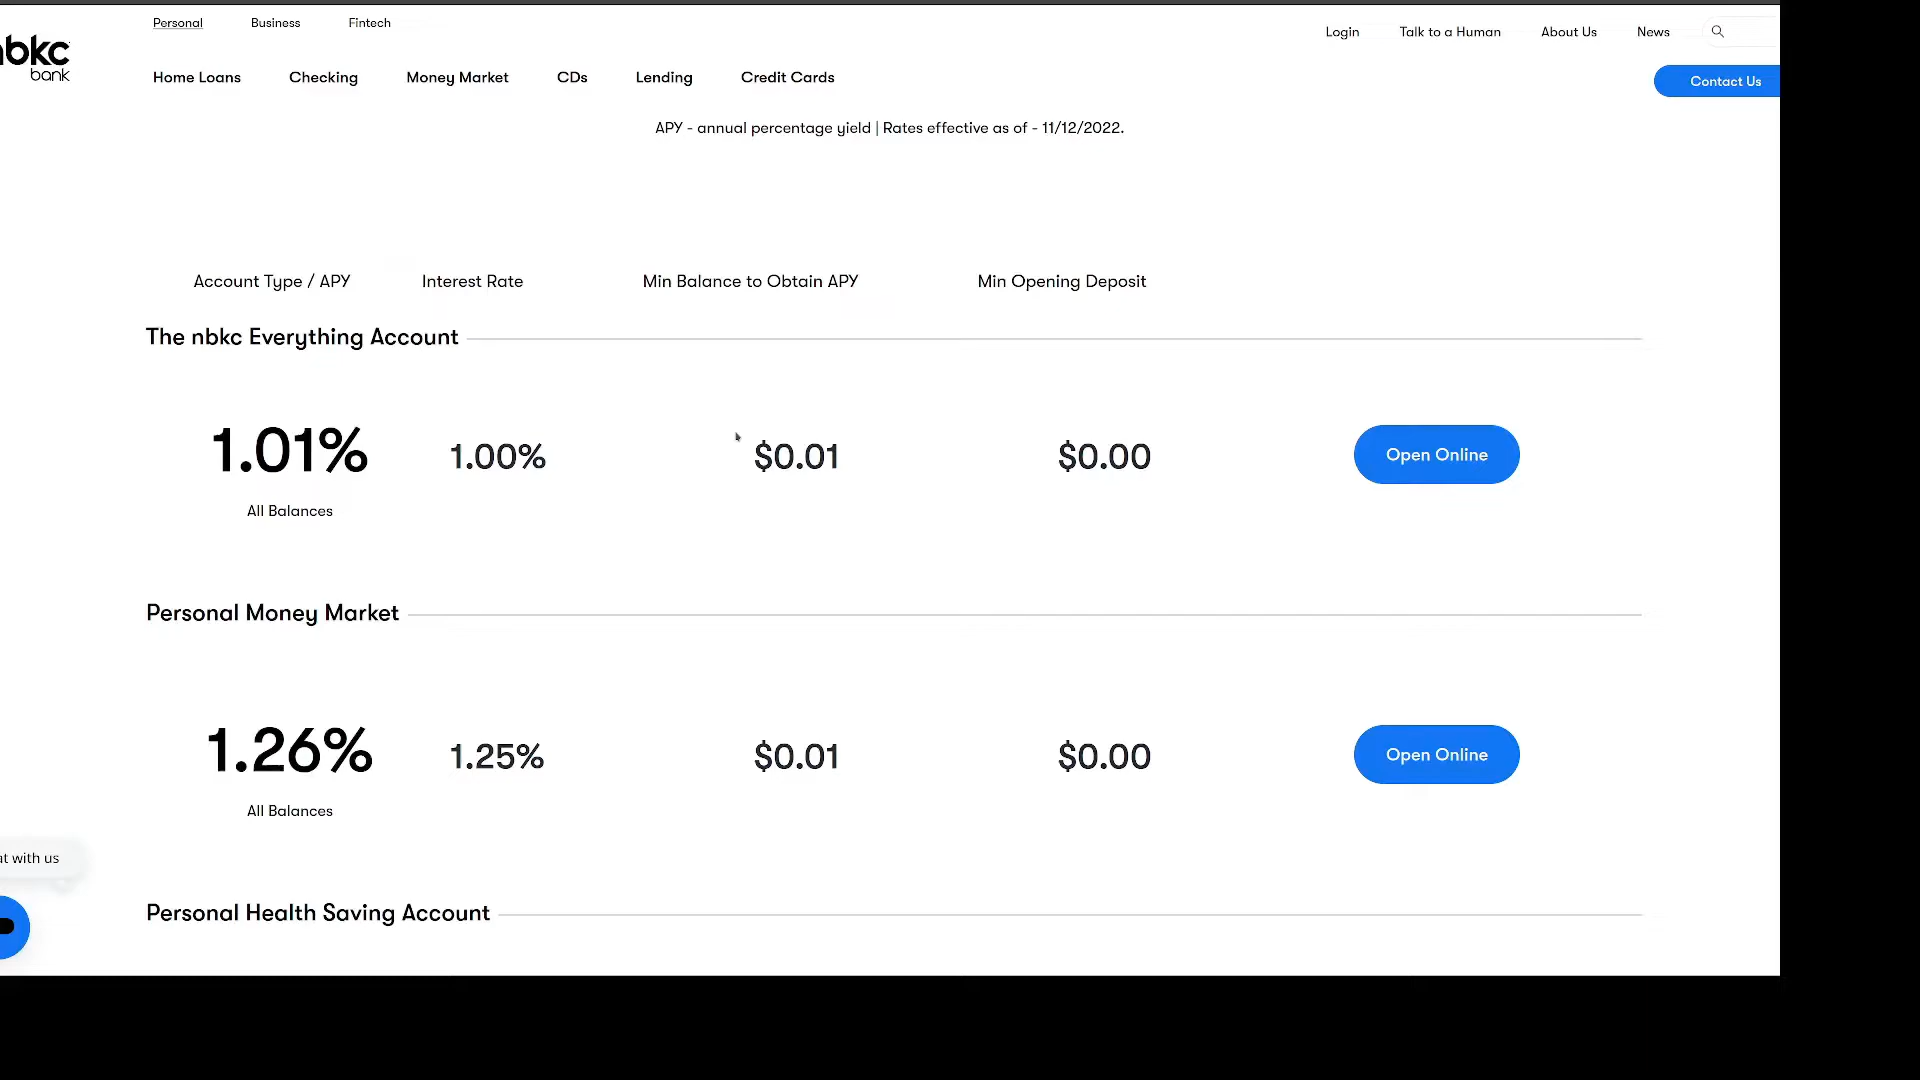 Personal Business Fintech
Login Talk to a Human About Us News
bkc
bank
Home Loans Checking Money Market CDs Lending Credit Cards
Contact Us
APY - annual percentage yield | Rates effective as of - 11/12/2022.
Account Type / APY Interest Rate Min Balance to Obtain APY Min Opening Deposit
The nbkc Everything Account
1.01% 1.00% $0.01 $0.00 Open Online
All Balances
Personal Money Market
1.26% 1.25% $0.01 $0.00 Open Online
All Balances
at with us
Personal Health Saving Account